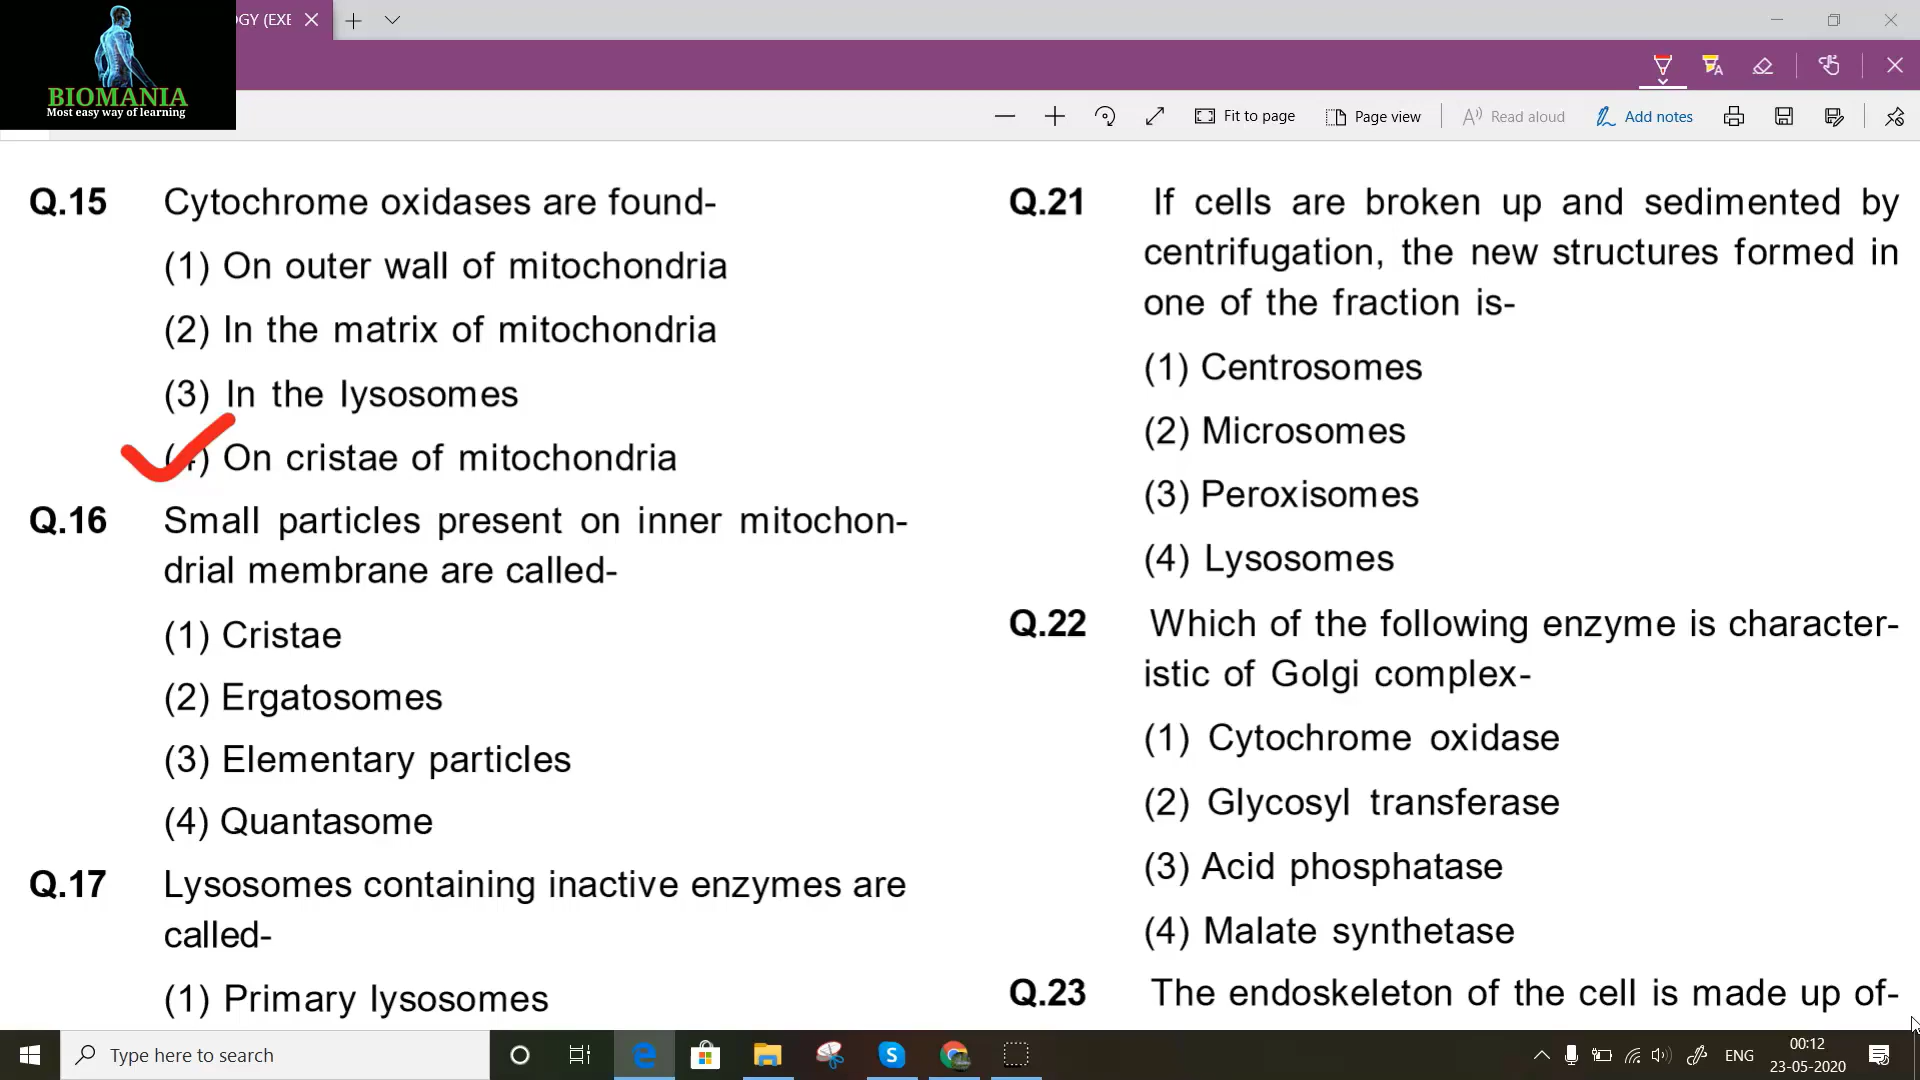 OGY (EXE
BIOMANIA
Most easy way of learning
Fit to page
Page view
Read aloud
Add notes
Q.15 Cytochrome oxidases are found-
(1) On outer wall of mitochondria
(2) In the matrix of mitochondria
(3) In the lysosomes
(4) On cristae of mitochondria
Q.16 Small particles present on inner mitochon-
drial membrane are called-
(1) Cristae
(2) Ergatosomes
(3) Elementary particles
(4) Quantasome
Q.17 Lysosomes containing inactive enzymes are
called-
(1) Primary lysosomes
Q.21 If cells are broken up and sedimented by
centrifugation, the new structures formed in
one of the fraction is-
(1) Centrosomes
(2) Microsomes
(3) Peroxisomes
(4) Lysosomes
Q.22 Which of the following enzyme is character-
istic of Golgi complex-
(1) Cytochrome oxidase
(2) Glycosyl transferase
(3) Acid phosphatase
(4) Malate synthetase
Q.23 The endoskeleton of the cell is made up of-
Type here to search
ENG
00:12
23-05-2020